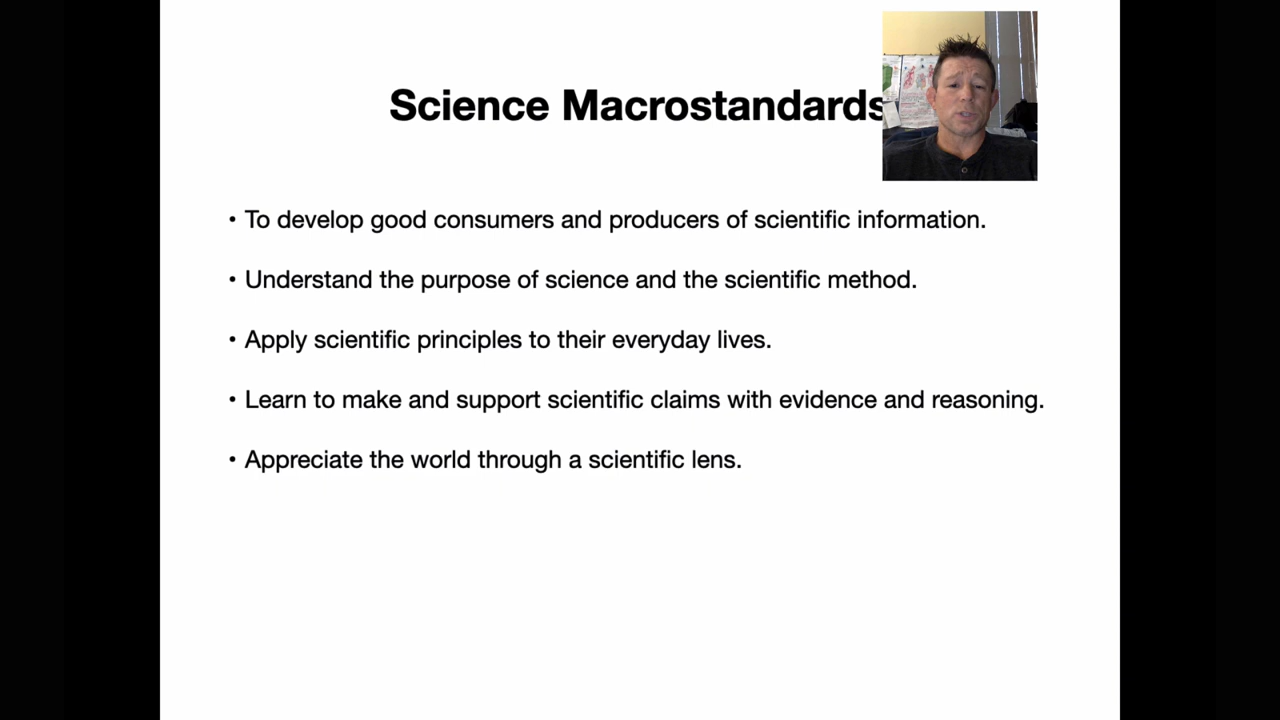 Science Macrostandards
• To develop good consumers and producers of scientific information.
• Understand the purpose of science and the scientific method.
• Apply scientific principles to their everyday lives.
• Learn to make and support scientific claims with evidence and reasoning.
• Appreciate the world through a scientific lens.